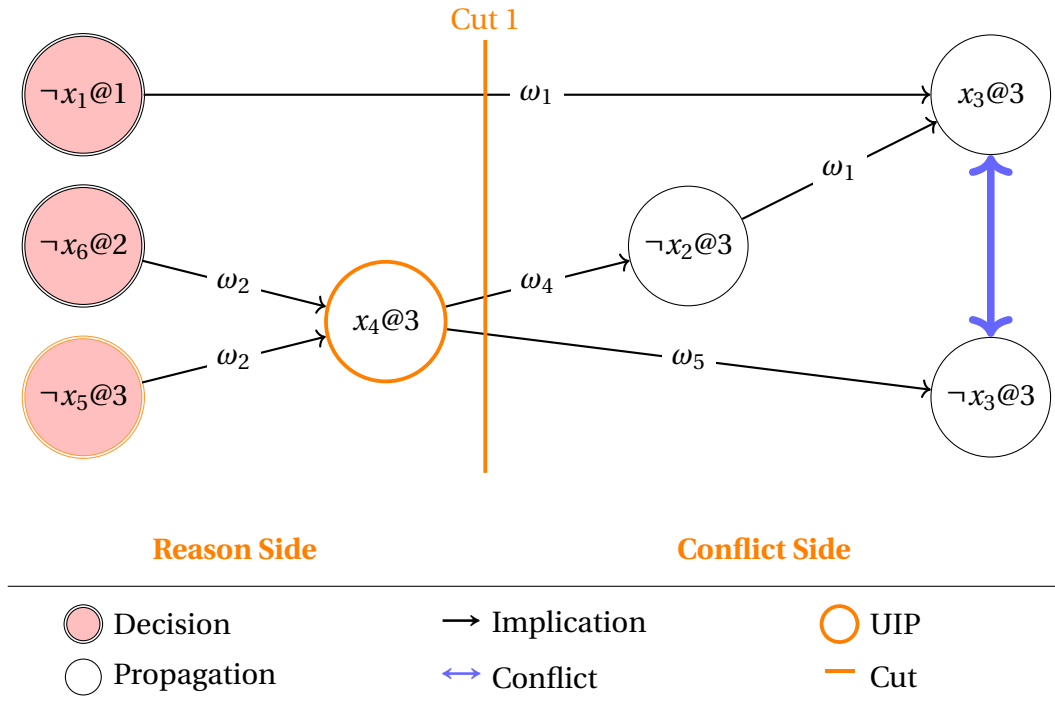 Cut 1
¬x₁@1
ω₁
x₃@3
ω₁
¬x₆@2
ω₂
ω₄
¬x₂@3
x₄@3
ω₂
ω₅
¬x₅@3
¬x₃@3
Reason Side
Conflict Side
Decision
Implication
UIP
Propagation
Conflict
Cut